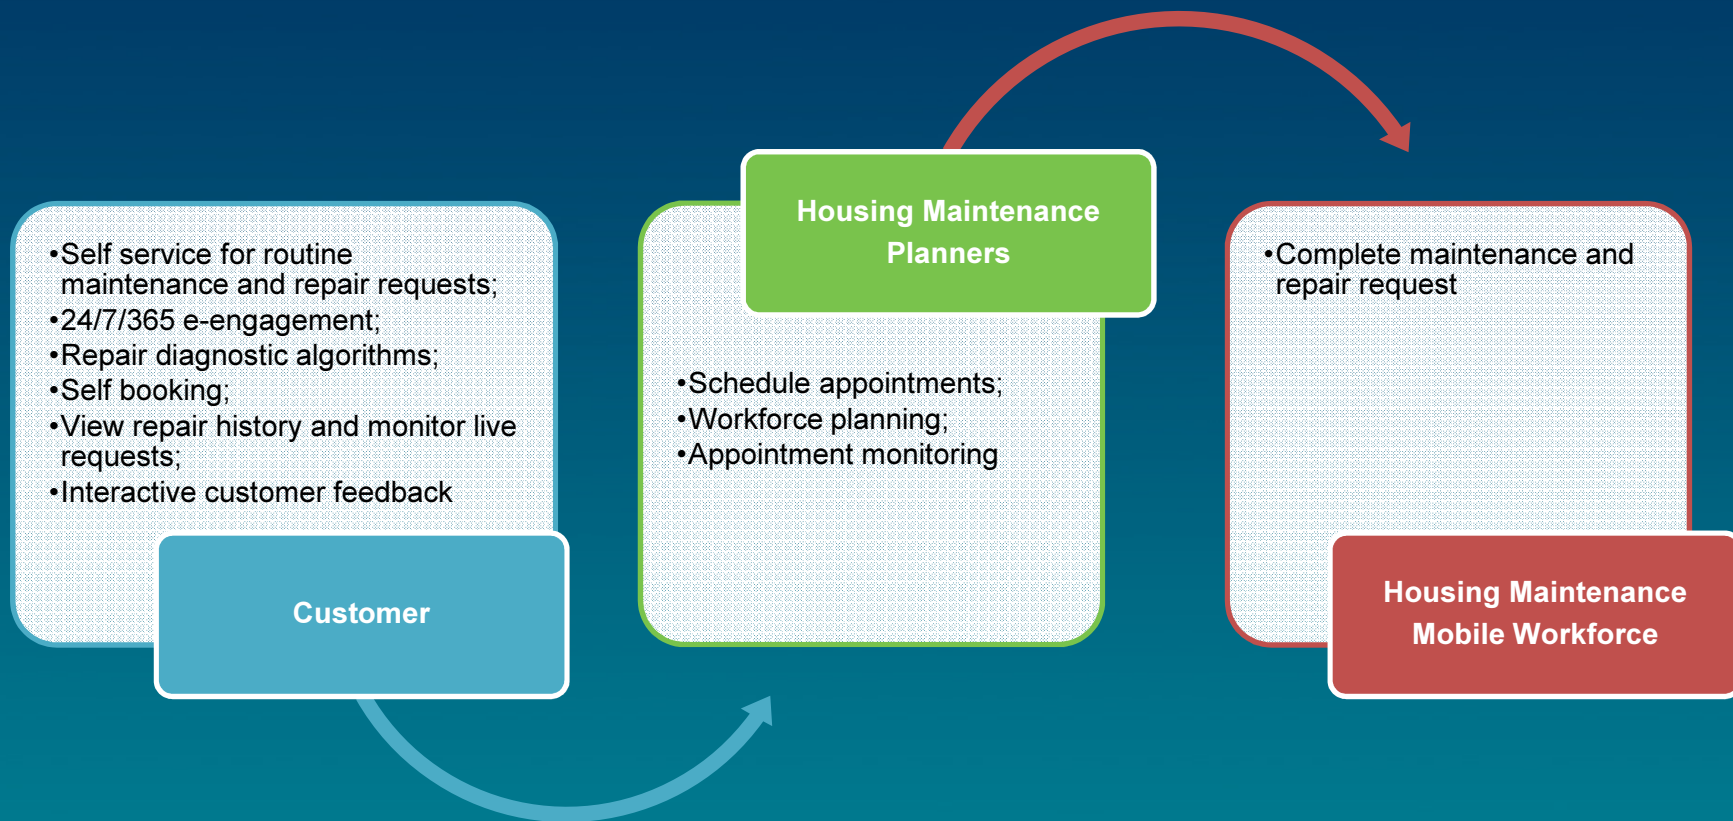 •Self service for routine
maintenance and repair requests;
•24/7/365 e-engagement;
•Repair diagnostic algorithms;
•Self booking;
•View repair history and monitor live
requests;
•Interactive customer feedback
Customer
Housing Maintenance
Planners
•Schedule appointments;
•Workforce planning;
•Appointment monitoring
•Complete maintenance and
repair request
Housing Maintenance
Mobile Workforce